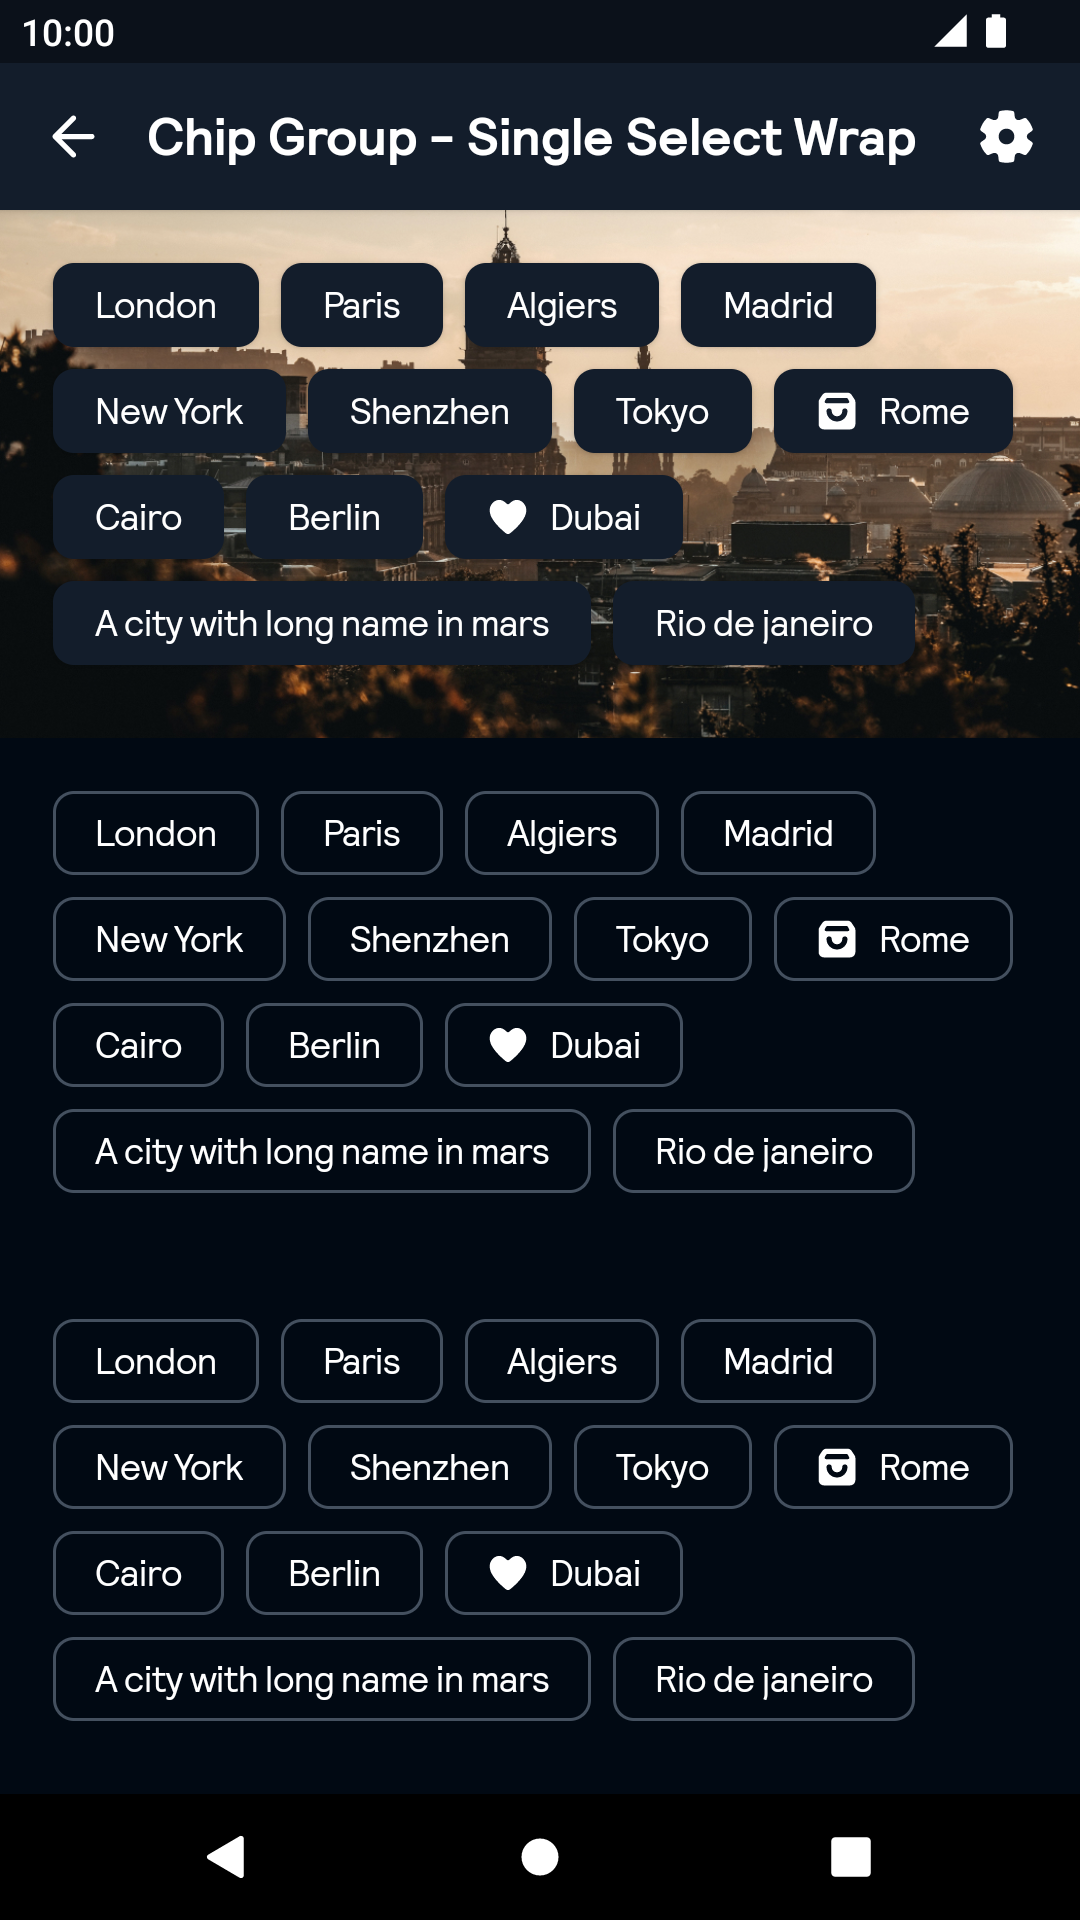 10:00
Chip Group - Single Select Wrap
London Paris Algiers Madrid
New York Shenzhen Tokyo Rome
Cairo Berlin Dubai
A city with long name in mars Rio de janeiro
London Paris Algiers Madrid
New York Shenzhen Tokyo Rome
Cairo Berlin Dubai
A city with long name in mars Rio de janeiro
London Paris Algiers Madrid
New York Shenzhen Tokyo Rome
Cairo Berlin Dubai
A city with long name in mars Rio de janeiro